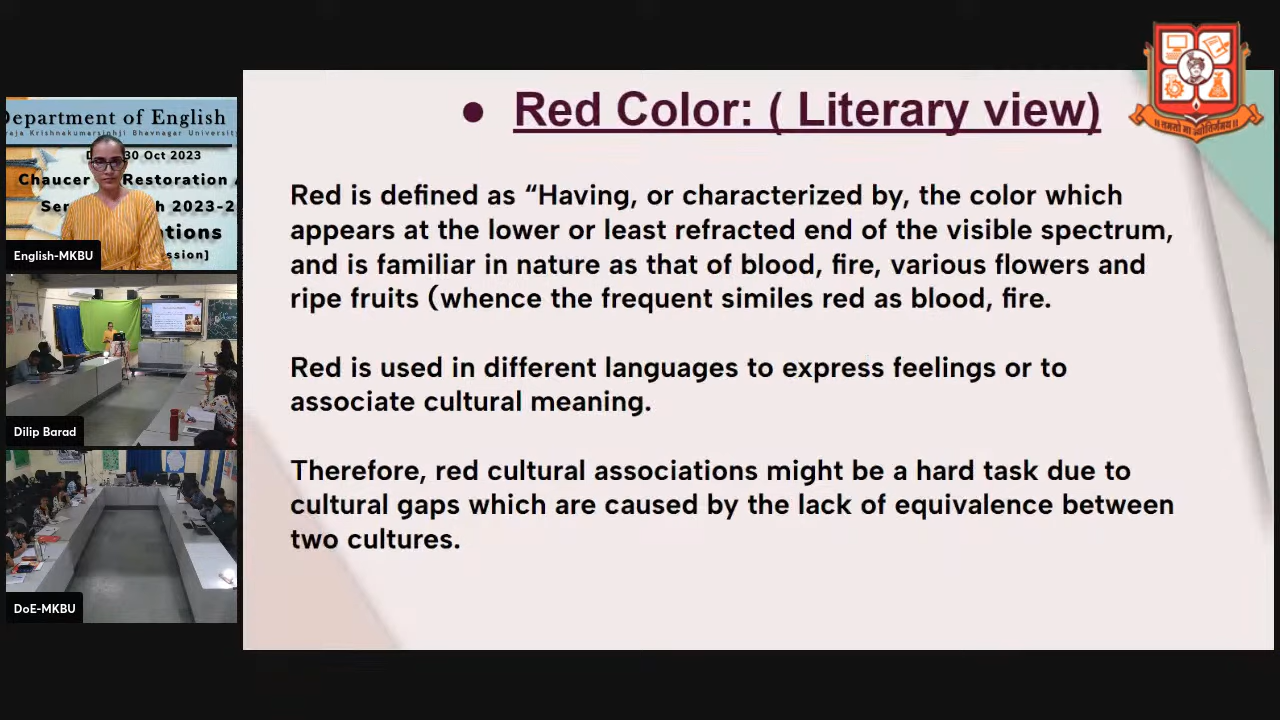 Department of English
Krishnakumarsinhji Bhavnagar University
30 Oct 2023
Chaucer
Restoration
2023-2
English-MKBU
Dilip Barad
DoE-MKBU
● Red Color: ( Literary view)
Red is defined as “Having, or characterized by, the color which
appears at the lower or least refracted end of the visible spectrum,
and is familiar in nature as that of blood, fire, various flowers and
ripe fruits (whence the frequent similes red as blood, fire.
Red is used in different languages to express feelings or to
associate cultural meaning.
Therefore, red cultural associations might be a hard task due to
cultural gaps which are caused by the lack of equivalence between
two cultures.
॥ तमसो मा ज्योतिर्गमय ॥